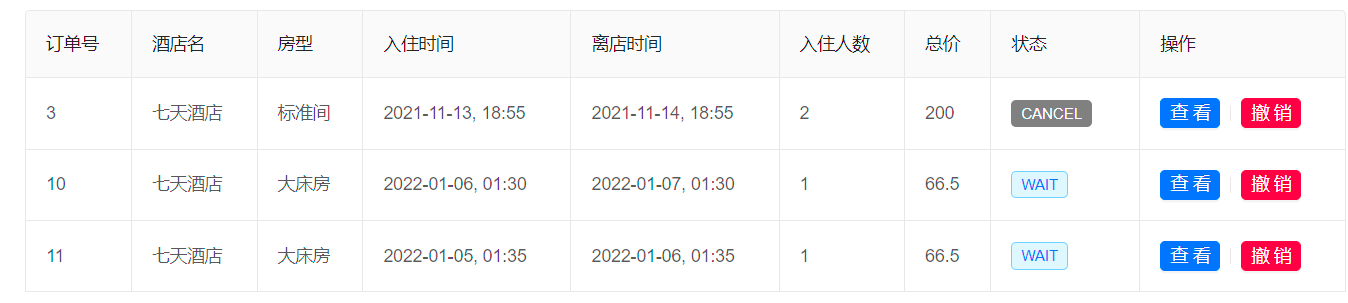 订单号 酒店名 房型 入住时间 离店时间 入住人数 总价 状态 操作
3 七天酒店 标准间 2021-11-13, 18:55 2021-11-14, 18:55 2 200 CANCEL 查看 撤销
10 七天酒店 大床房 2022-01-06, 01:30 2022-01-07, 01:30 1 66.5 WAIT 查看 撤销
11 七天酒店 大床房 2022-01-05, 01:35 2022-01-06, 01:35 1 66.5 WAIT 查看 撤销